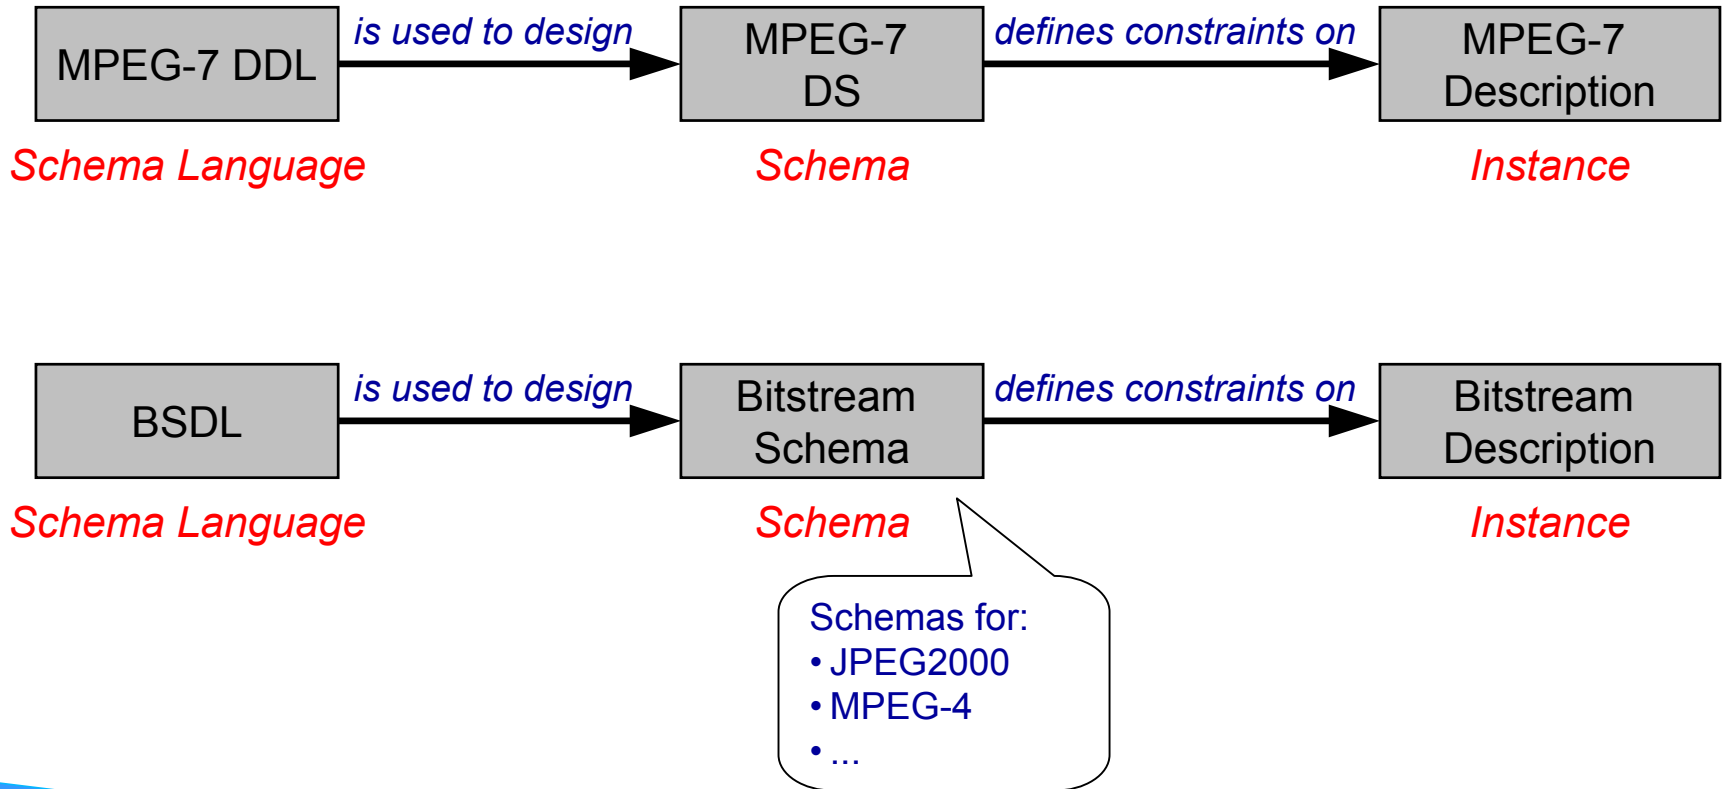 MPEG-7 DDL
is used to design
MPEG-7
DS
defines constraints on
MPEG-7
Description
Schema Language
Schema
Instance
BSDL
is used to design
Bitstream
Schema
defines constraints on
Bitstream
Description
Schema Language
Schema
Instance
Schemas for:
• JPEG2000
• MPEG-4
• ...